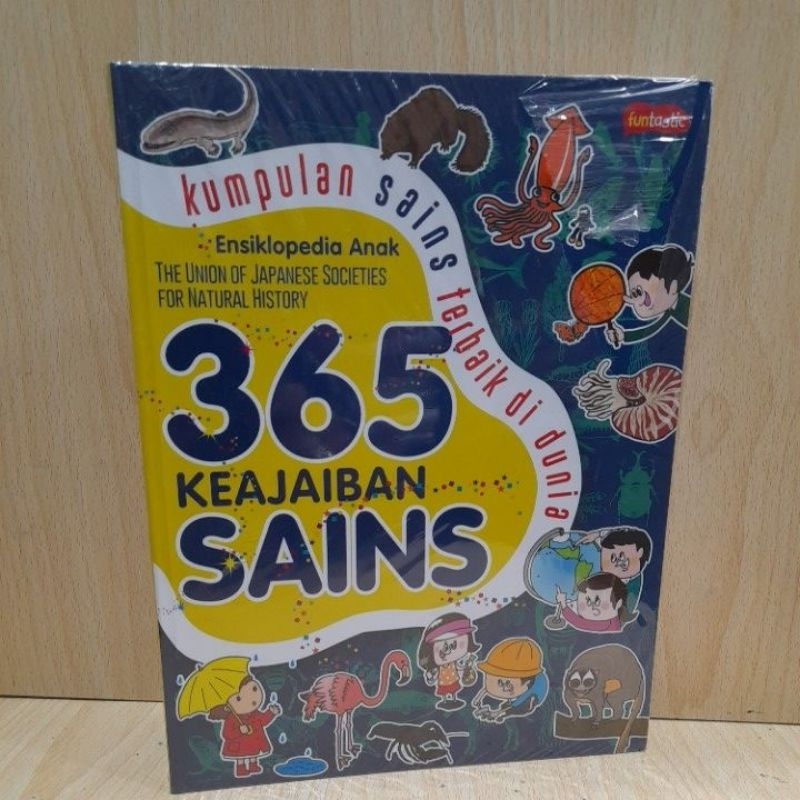 funtastic
kumpulan sains terbaik di dunia
Ensiklopedia Anak
THE UNION OF JAPANESE SOCIETIES
FOR NATURAL HISTORY
365
KEAJAIBAN
SAINS